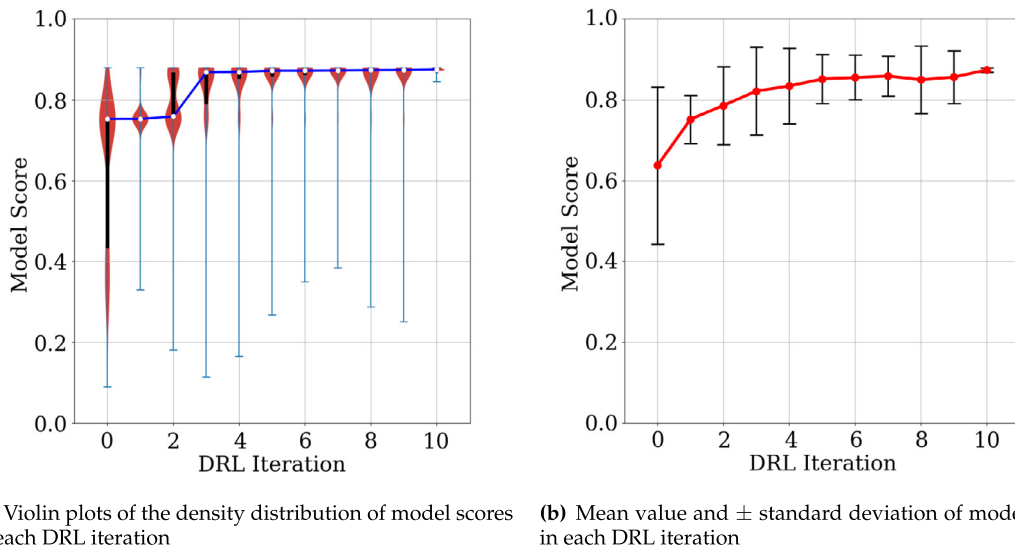 1.0
0.8
0.6
0.4
0.2
0.0
Model Score
0 2 4 6 8 10
DRL Iteration
1.0
0.8
0.6
0.4
0.2
0.0
Model Score
0 2 4 6 8 10
DRL Iteration
Violin plots of the density distribution of model scores
each DRL iteration
(b) Mean value and ± standard deviation of mode
in each DRL iteration